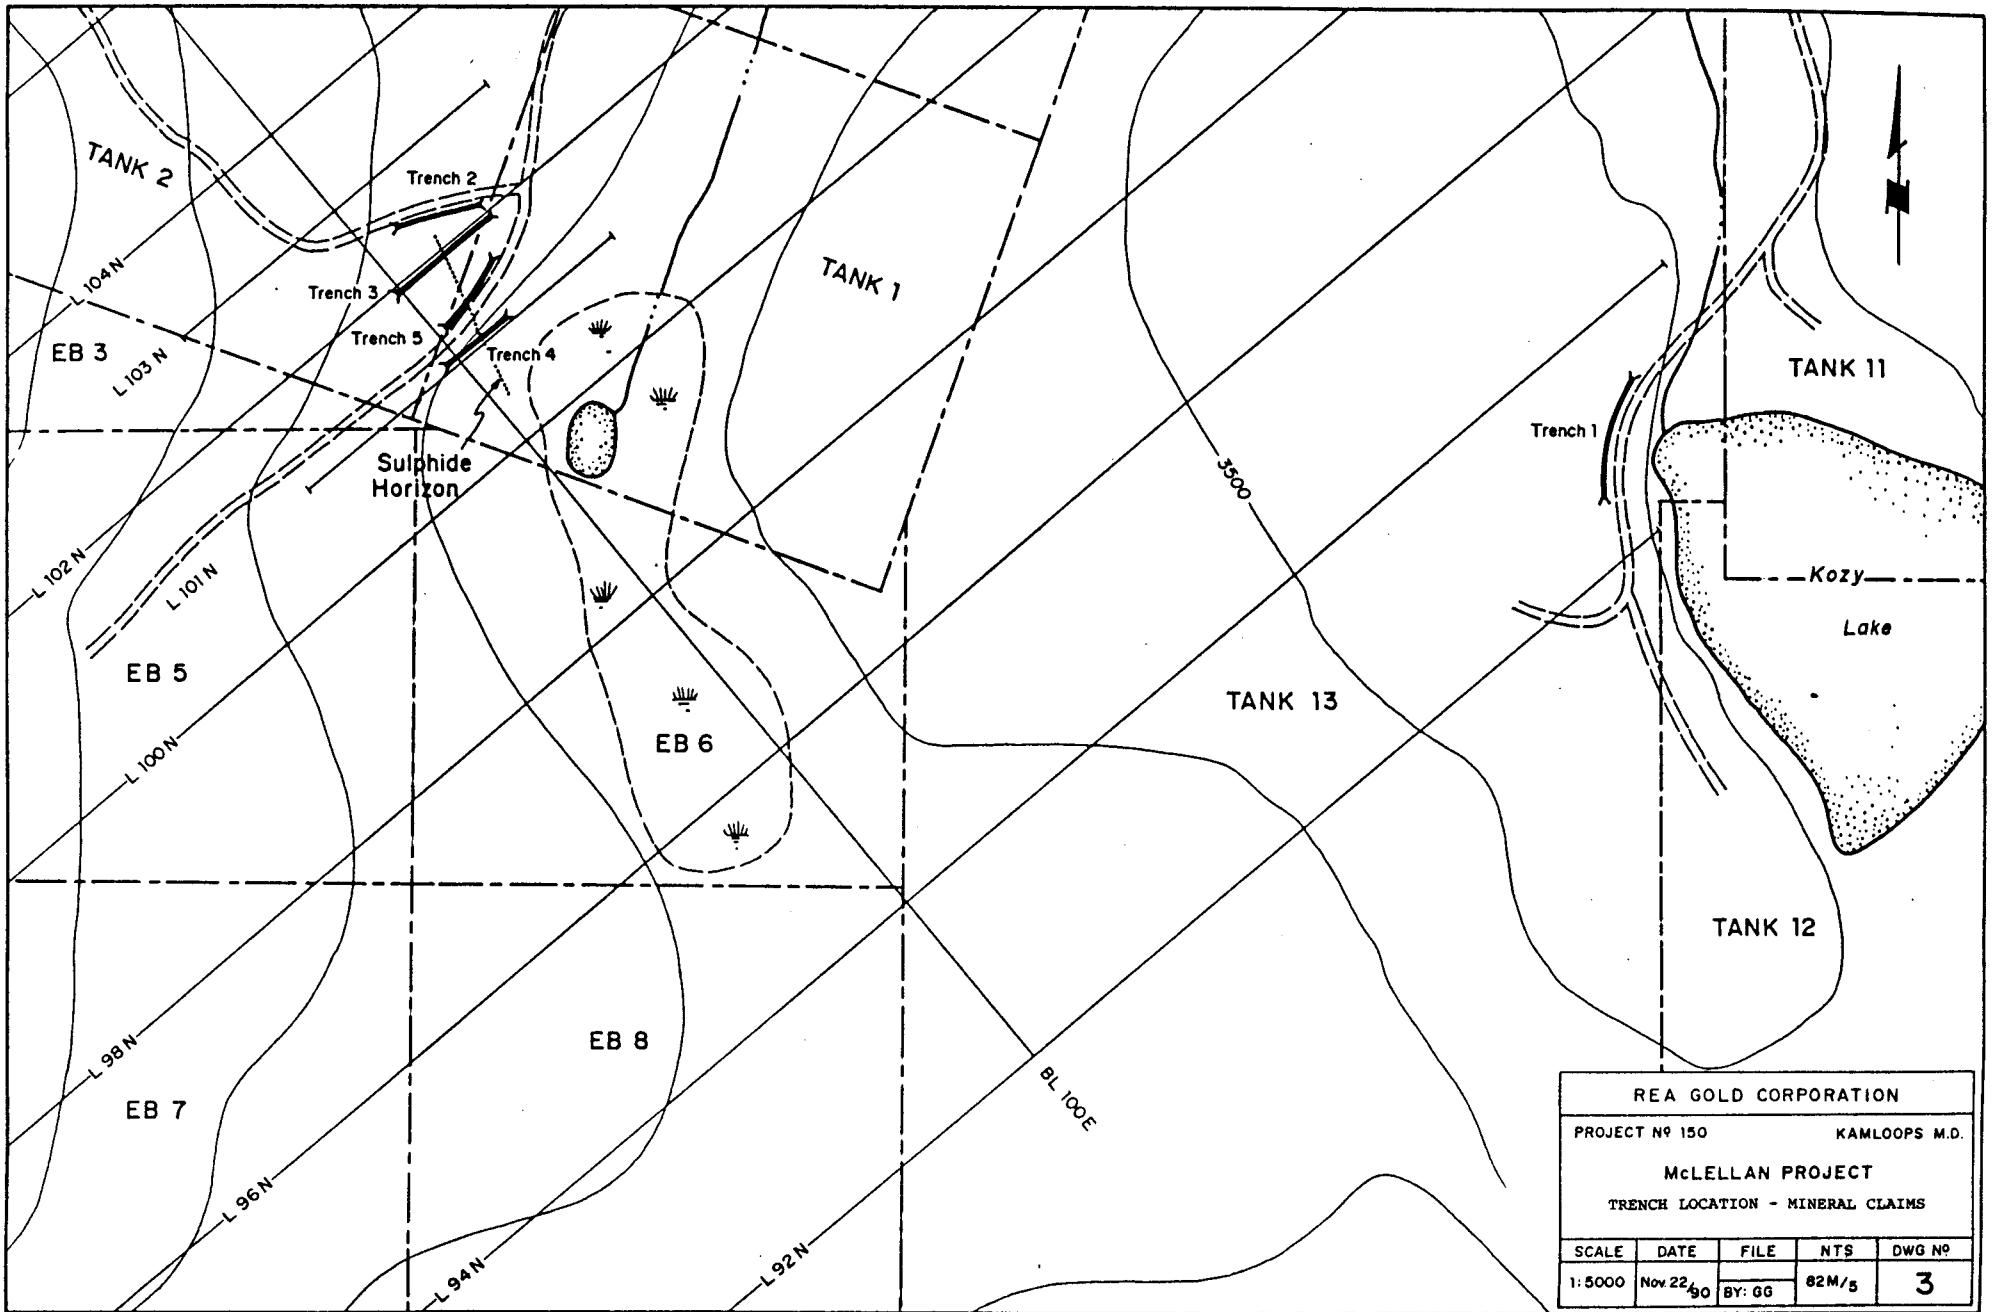 TANK 2
Trench 2
L 104 N
Trench 3
TANK 1
EB 3
L 103 N
Trench 5
Trench 4
TANK 11
Trench 1
Sulphide
Horizon
3500
L 102 N
L 101 N
Kozy
Lake
EB 5
TANK 13
L 100 N
EB 6
TANK 12
L 98 N
EB 8
BL 100E
EB 7
L 96 N
L 94 N
L 92 N
REA GOLD CORPORATION
PROJECT Nº 150 KAMLOOPS M.D.
McLELLAN PROJECT
TRENCH LOCATION - MINERAL CLAIMS
SCALE DATE FILE NTS DWG Nº
1:5000 Nov. 22/90 BY: GG 82M/5 3